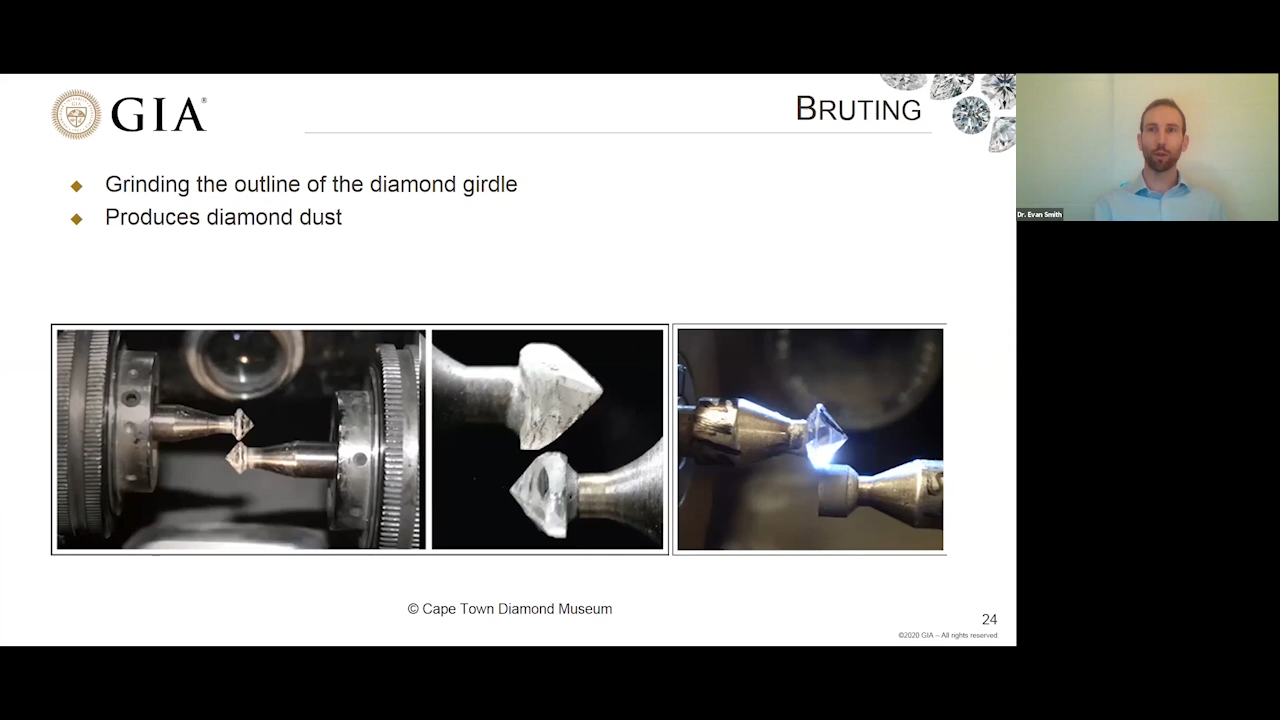 GIA®
BRUTING
Grinding the outline of the diamond girdle
Produces diamond dust
© Cape Town Diamond Museum
24
©2020 GIA – All rights reserved
Dr. Evan Smith